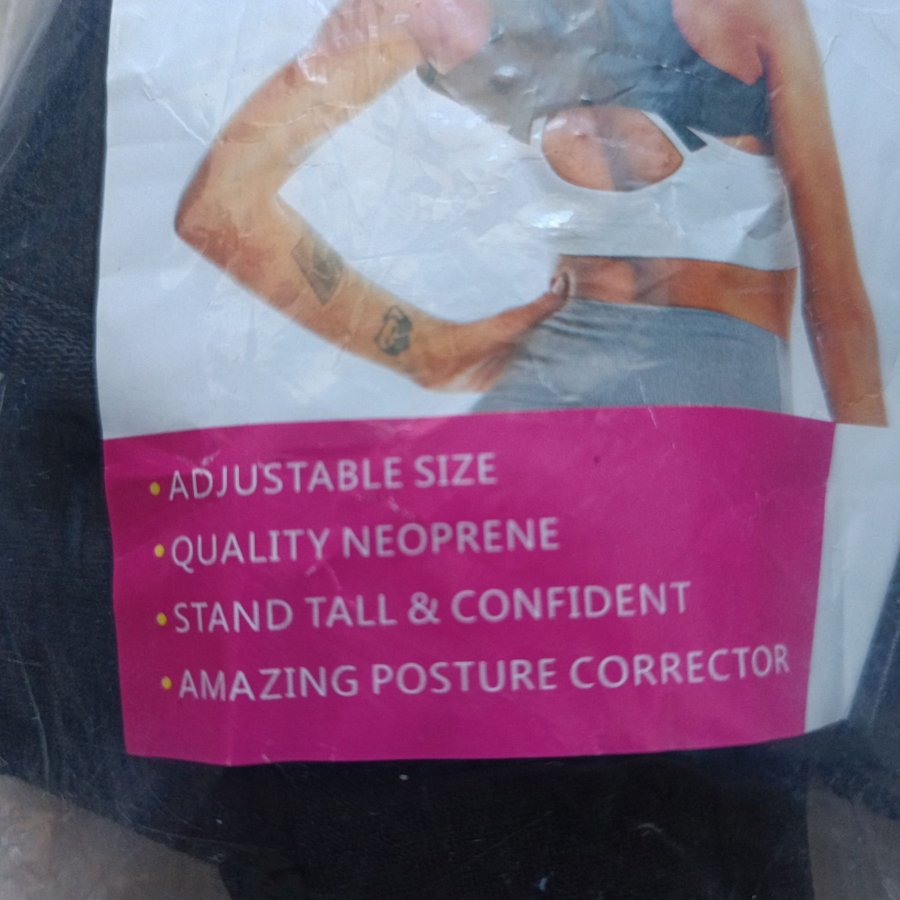 • ADJUSTABLE SIZE
• QUALITY NEOPRENE
• STAND TALL & CONFIDENT
• AMAZING POSTURE CORRECTOR